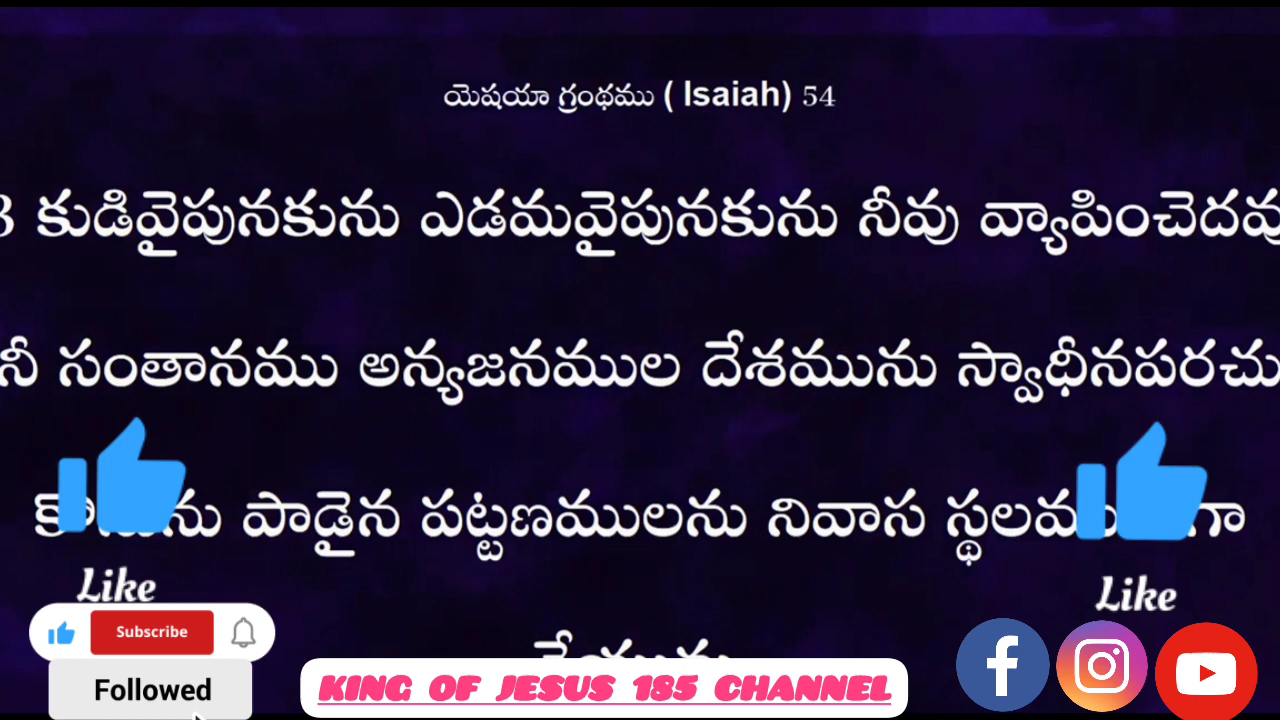 యెషయా గ్రంథము ( Isaiah) 54
3 కుడివైపునకును ఎడమవైపునకును నీవు వ్యాపించెదవు
నీ సంతానము అన్యజనముల దేశమును స్వాధీనపరచు
పాడైన పట్టణములను నివాస
Like
Like
Subscribe
Followed
KING OF JESUS 185 CHANNEL